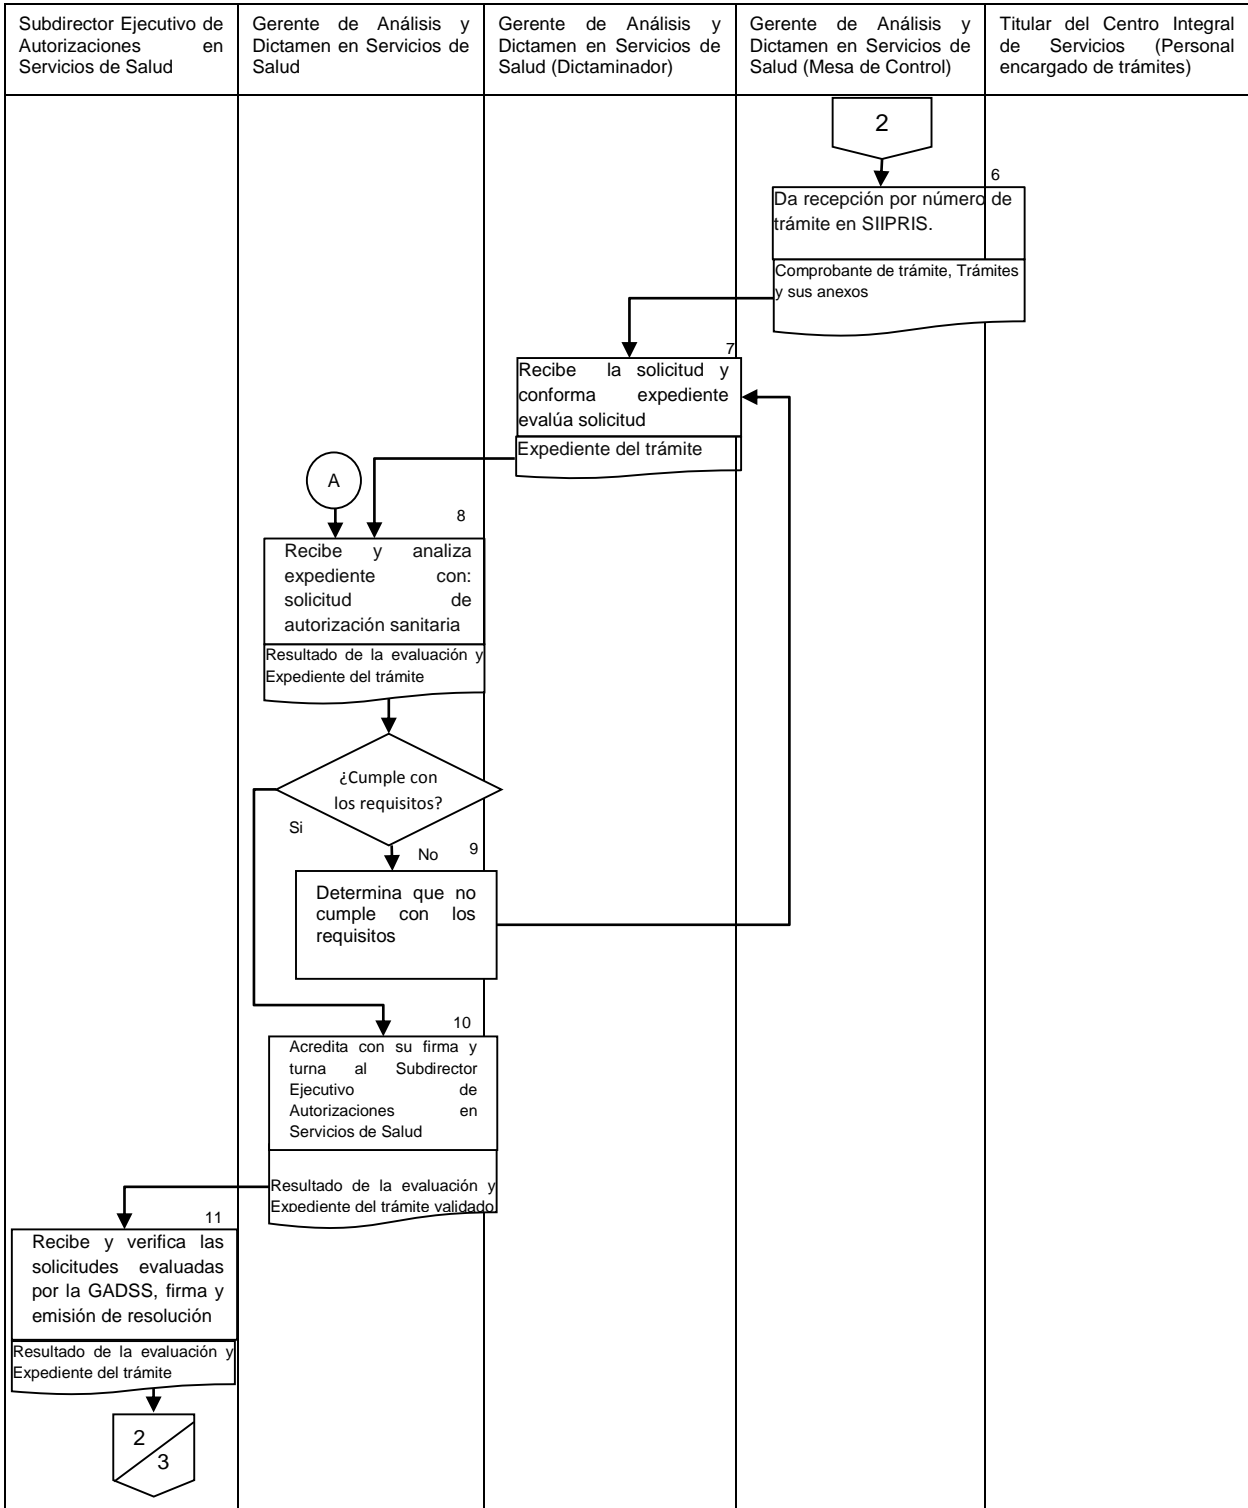 Subdirector Ejecutivo de
Autorizaciones en
Servicios de Salud
Gerente de Análisis y
Dictamen en Servicios de
Salud
Gerente de Análisis y
Dictamen en Servicios de
Salud (Dictaminador)
Gerente de Análisis y
Dictamen en Servicios de
Salud (Mesa de Control)
Titular del Centro Integral
de Servicios (Personal
encargado de trámites)
2
6
Da recepción por número de
trámite en SIIPRIS.
Comprobante de trámite, Trámites
y sus anexos
7
Recibe la solicitud y
conforma expediente
evalúa solicitud
Expediente del trámite
A
8
Recibe y analiza
expediente con:
solicitud de
autorización sanitaria
Resultado de la evaluación y
Expediente del trámite
¿Cumple con
los requisitos?
Si
No
9
Determina que no
cumple con los
requisitos
10
Acredita con su firma y
turna al Subdirector
Ejecutivo de
Autorizaciones en
Servicios de Salud
Resultado de la evaluación y
Expediente del trámite validado
11
Recibe y verifica las
solicitudes evaluadas
por la GADSS, firma y
emisión de resolución
Resultado de la evaluación y
Expediente del trámite
2
3